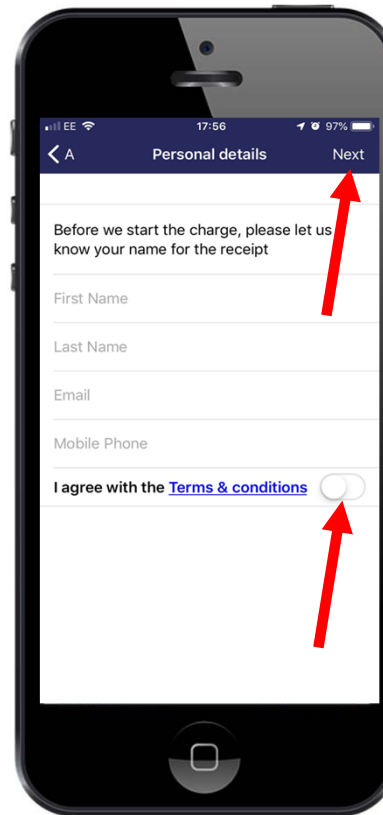 EE 17:56 97%
A Personal details Next
Before we start the charge, please let us
know your name for the receipt
First Name
Last Name
Email
Mobile Phone
I agree with the Terms & conditions